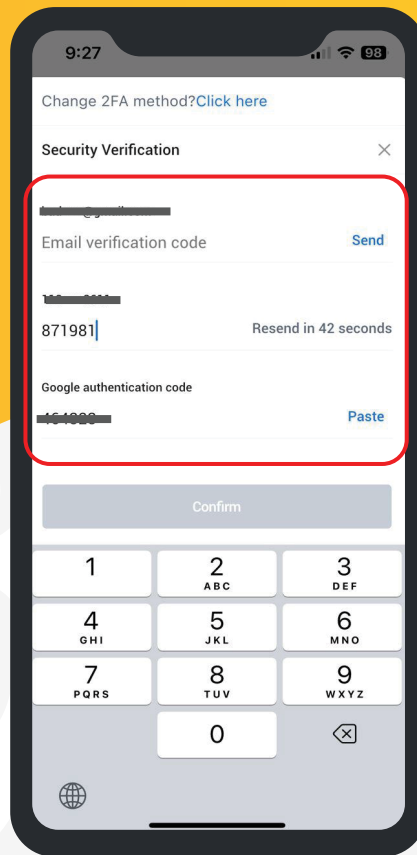 9:27
98
Change 2FA method?Click here
Security Verification
Email verification code
Send
871981
Resend in 42 seconds
Google authentication code
Paste
Confirm
1
2
ABC
3
DEF
4
GHI
5
JKL
6
MNO
7
PQRS
8
TUV
9
WXYZ
0